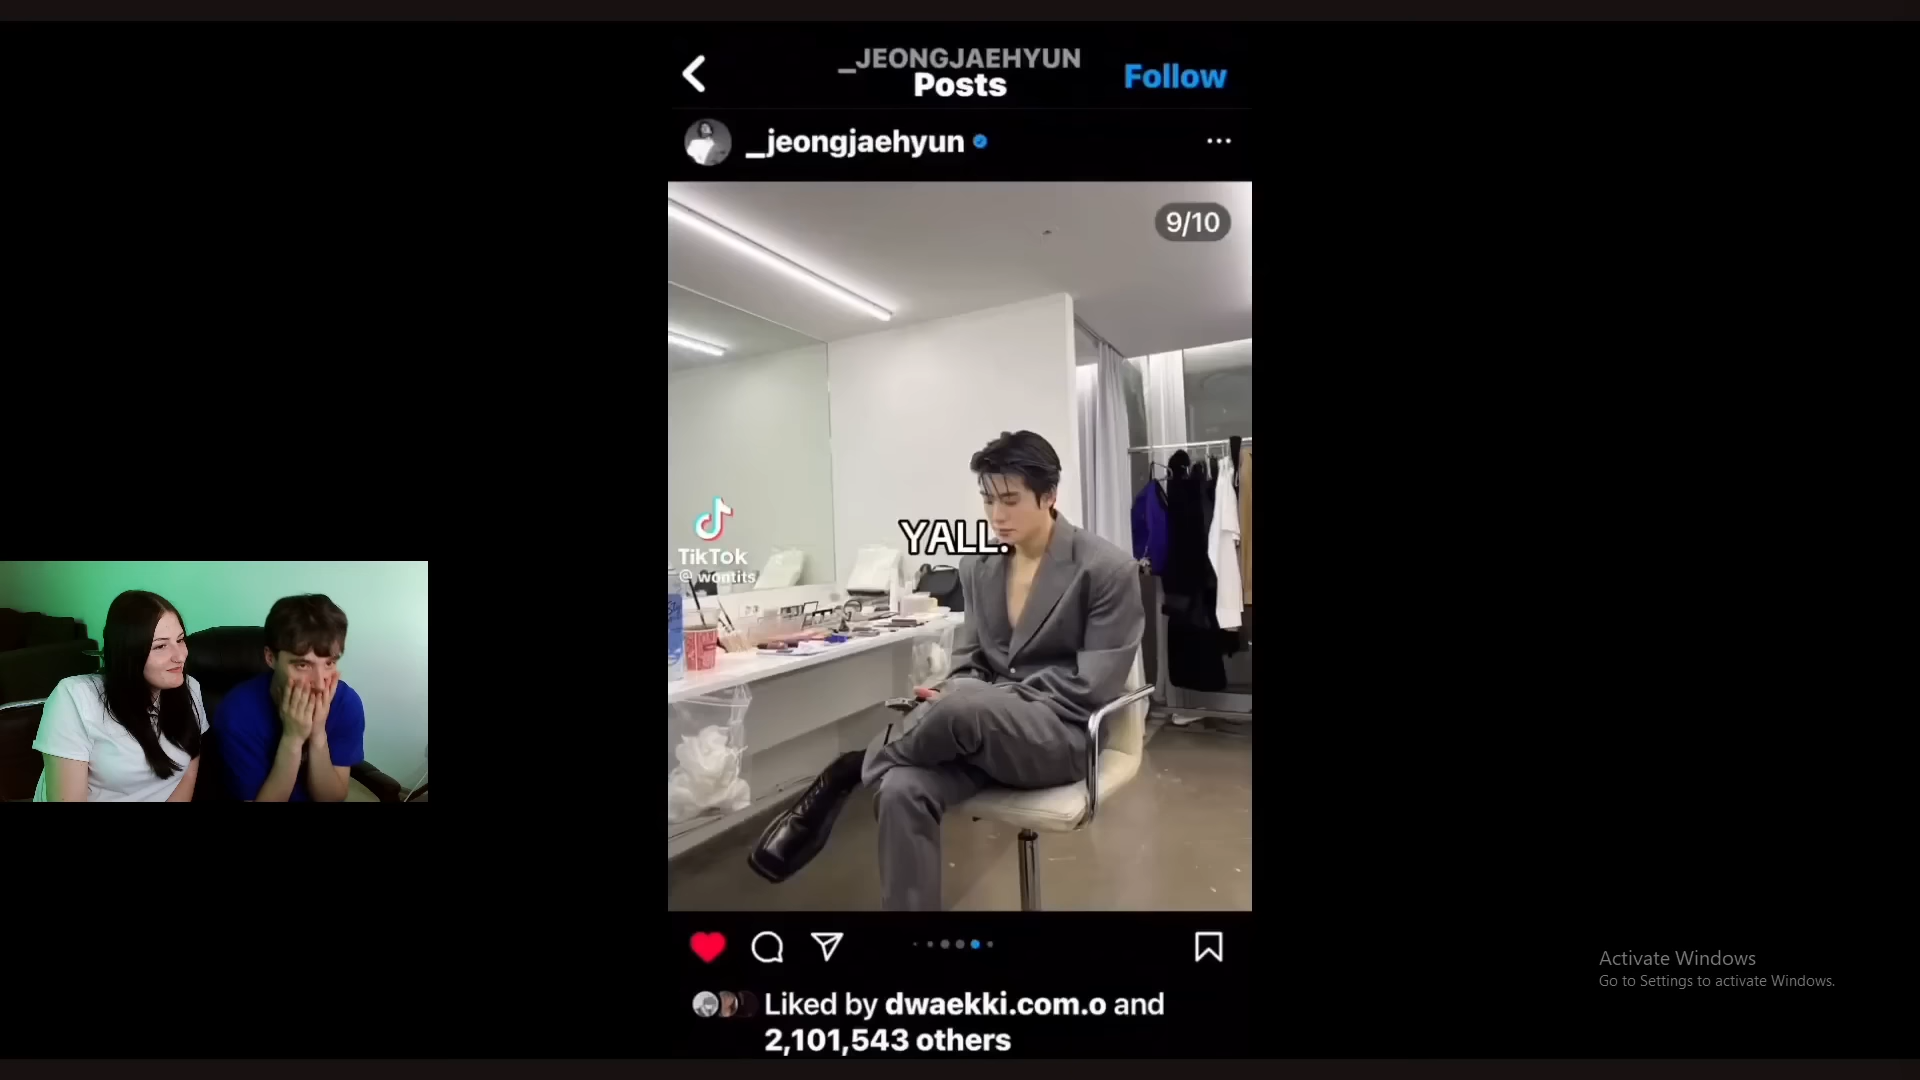 _JEONGJAEHYUN
Posts
Follow
_jeongjaehyun
9/10
YALL.
TikTok
@wontits
Liked by dwaekki.com.o and
2,101,543 others
Activate Windows
Go to Settings to activate Windows.